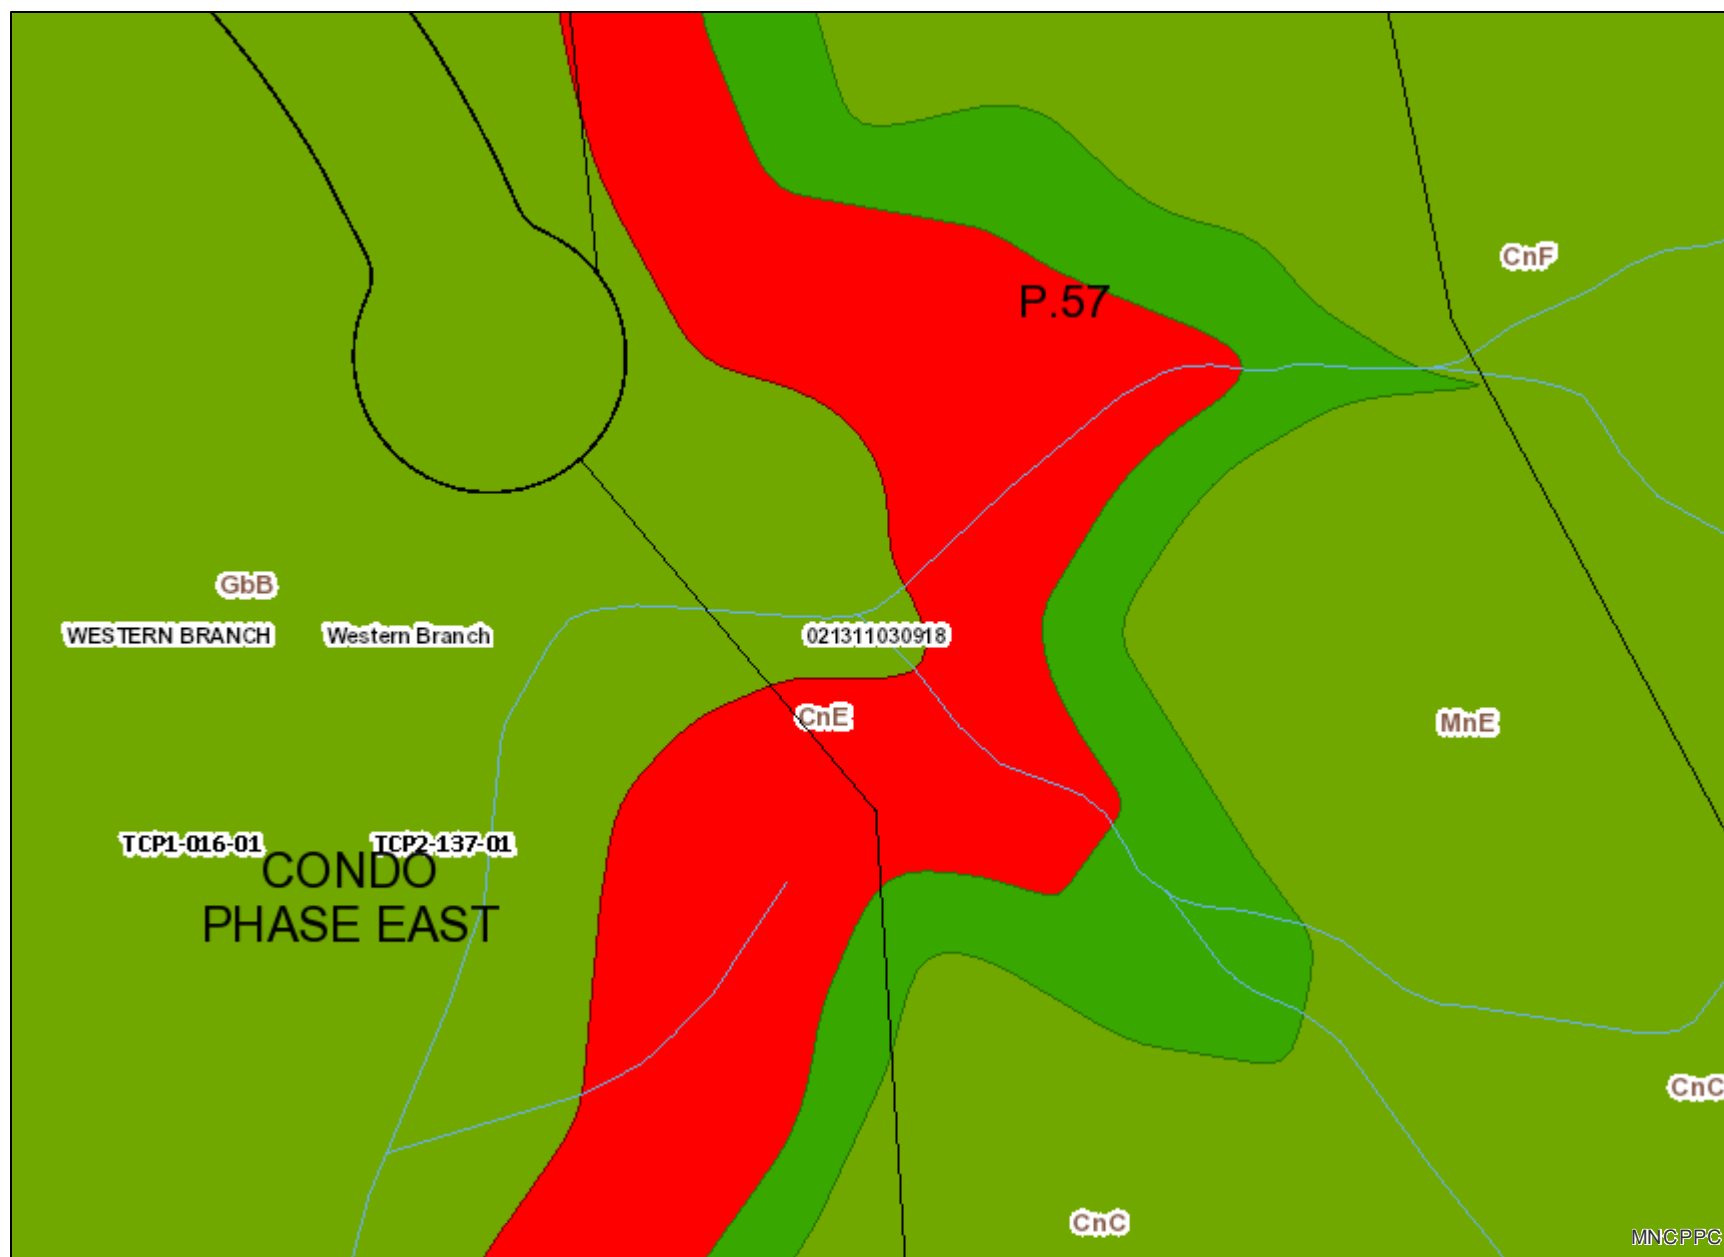 CnF
P.57
GbB
WESTERN BRANCH
Western Branch
021311030918
CnE
MnE
TCP1-016-01
TCP2-137-01
CONDO
PHASE EAST
CnC
CnC
MNCPPC